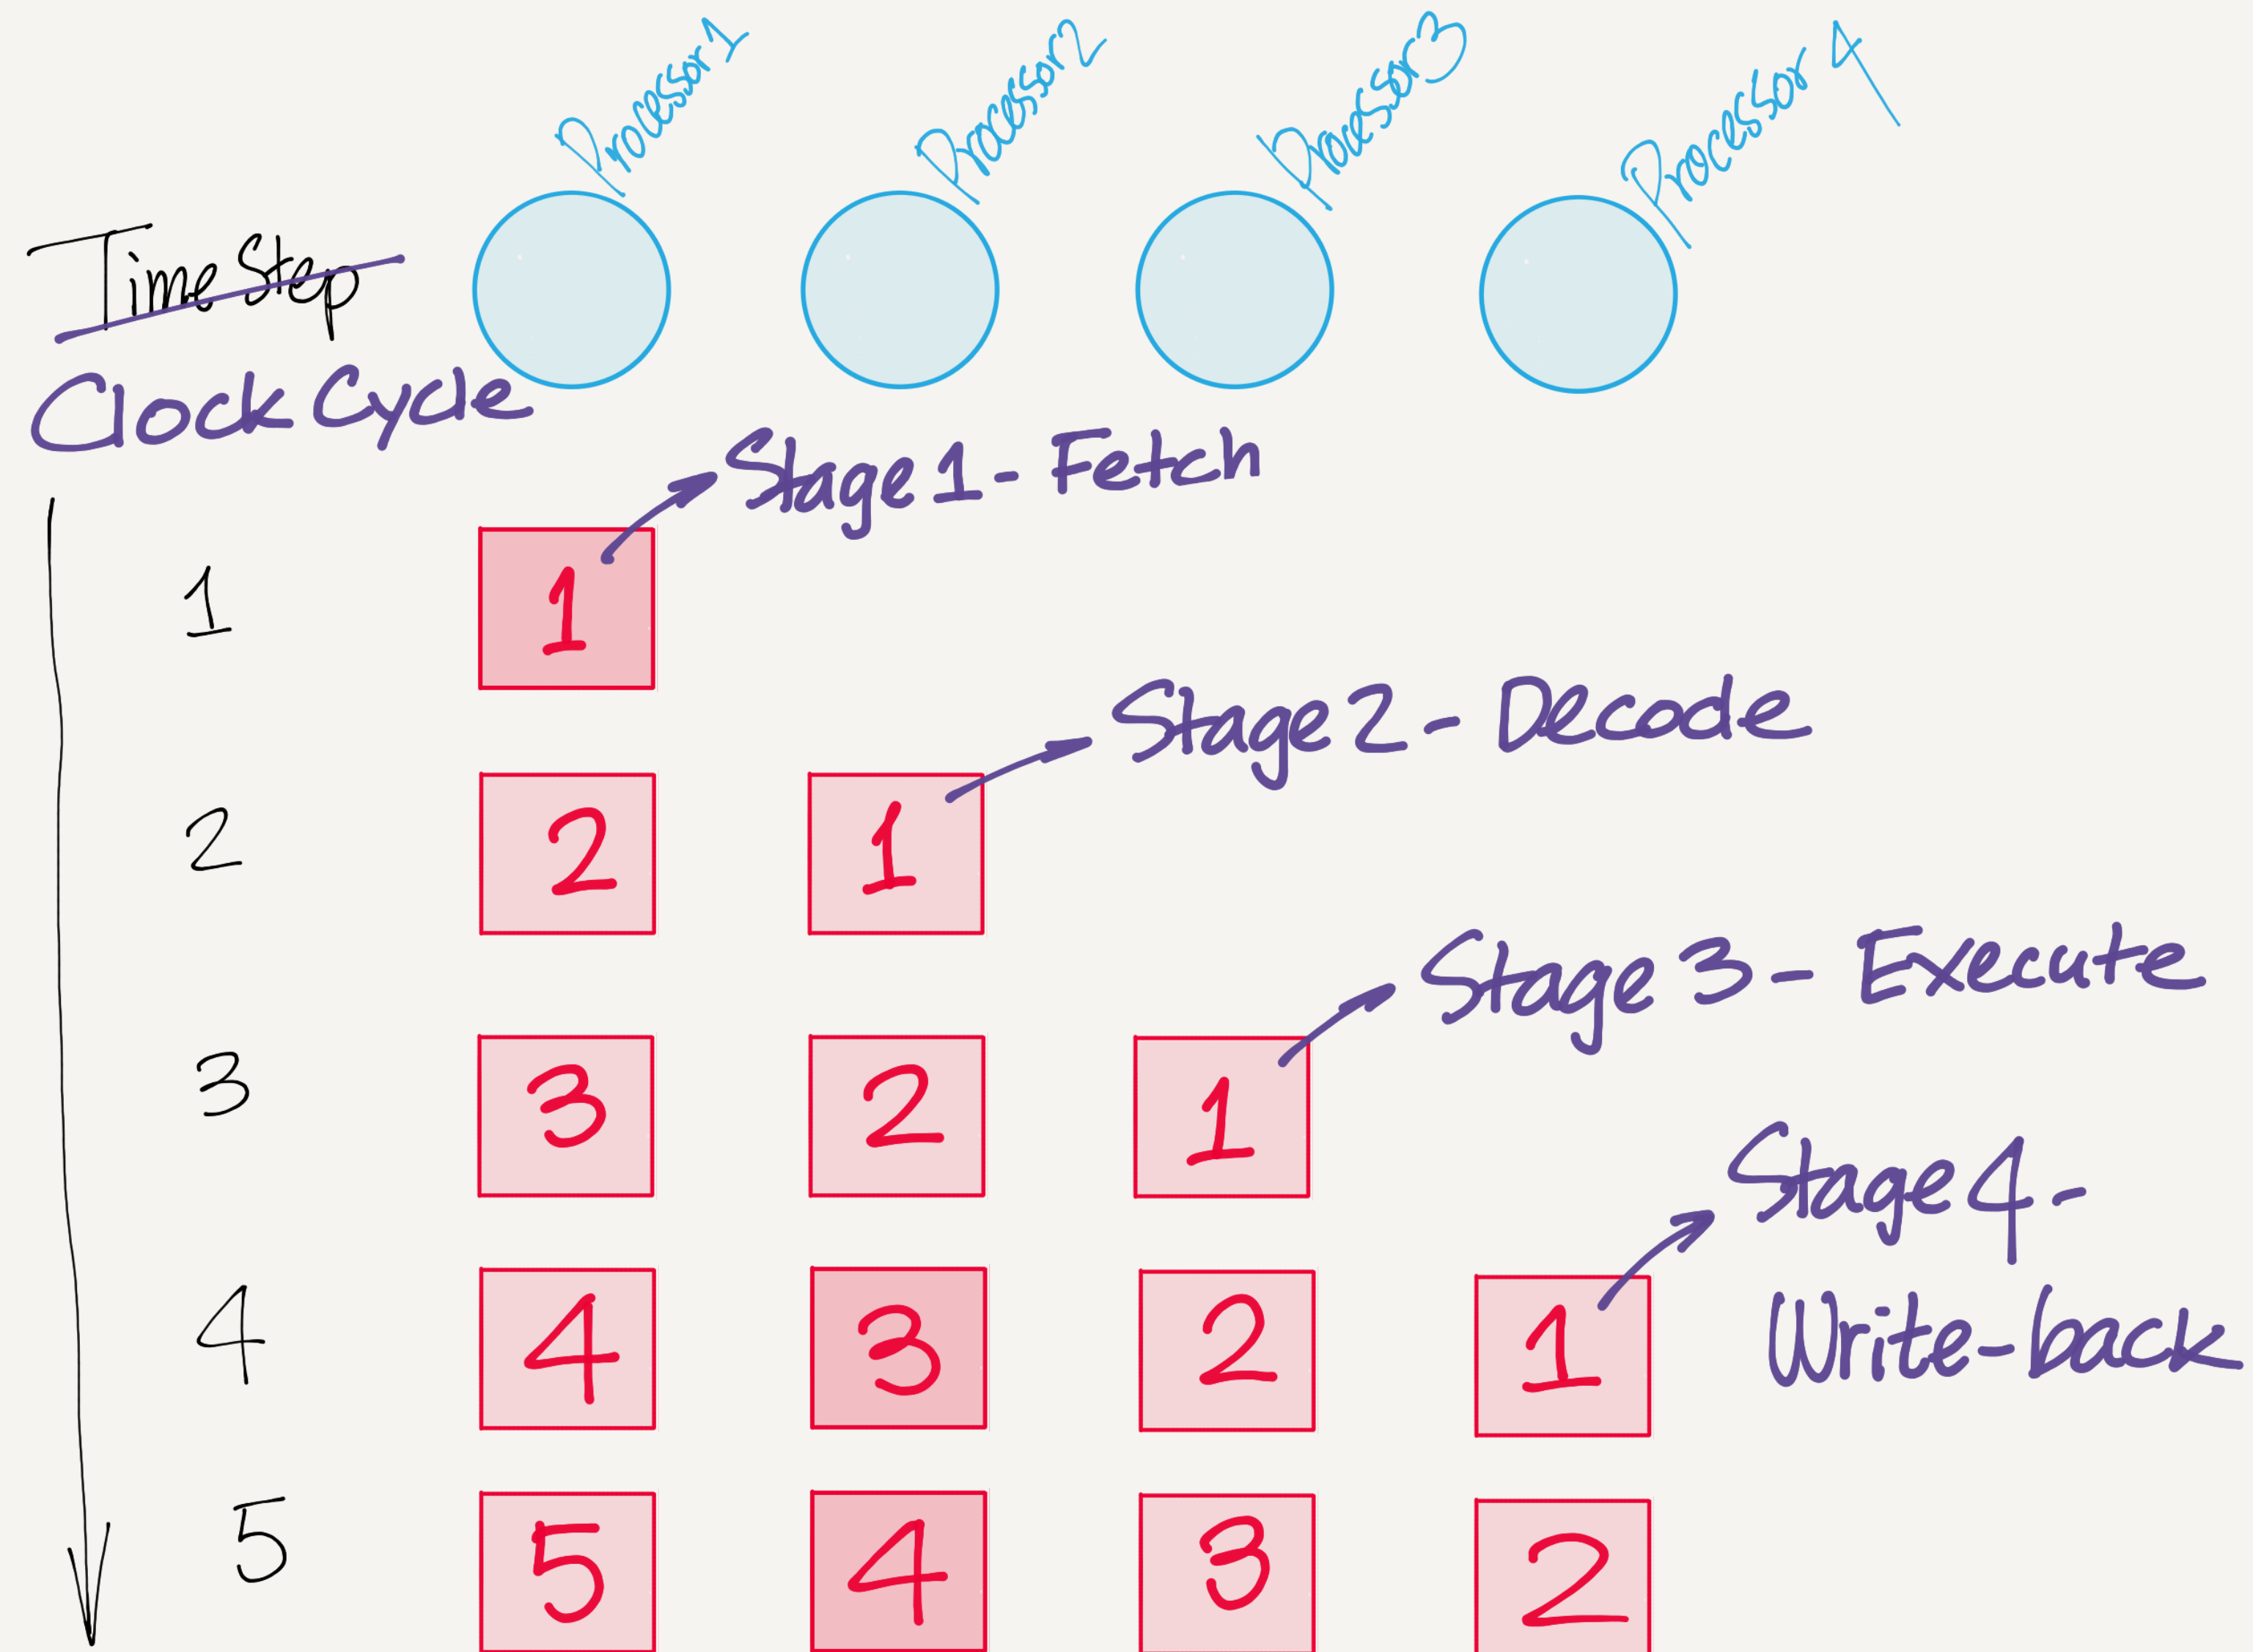 Processor 1
Processor 2
Processor 3
Processor 4
Time Step
Clock Cycle
Stage 1 - Fetch
1
1
Stage 2 - Decode
2
2
1
Stage 3 - Execute
3
3
2
1
Stage 4 -
Write-back
4
4
3
2
1
5
5
4
3
2